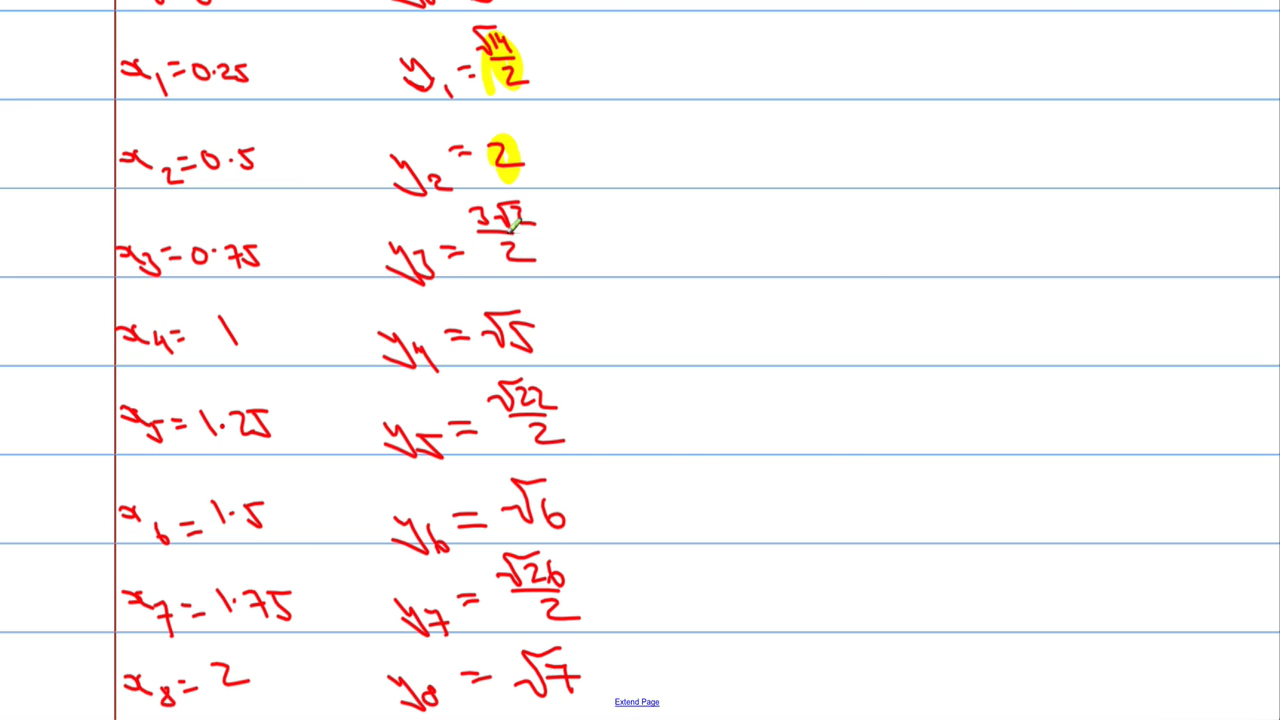 x₁=0.25 y₁ = √14/2
x₂=0.5 y₂ = 2
x₃=0.75 y₃ = 3√2/2
x₄= 1 y₄ = √5
x₅=1.25 y₅ = √22/2
x₆=1.5 y₆ = √6
x₇=1.75 y₇ = √26/2
x₈= 2 y₈ = √7
Extend Page